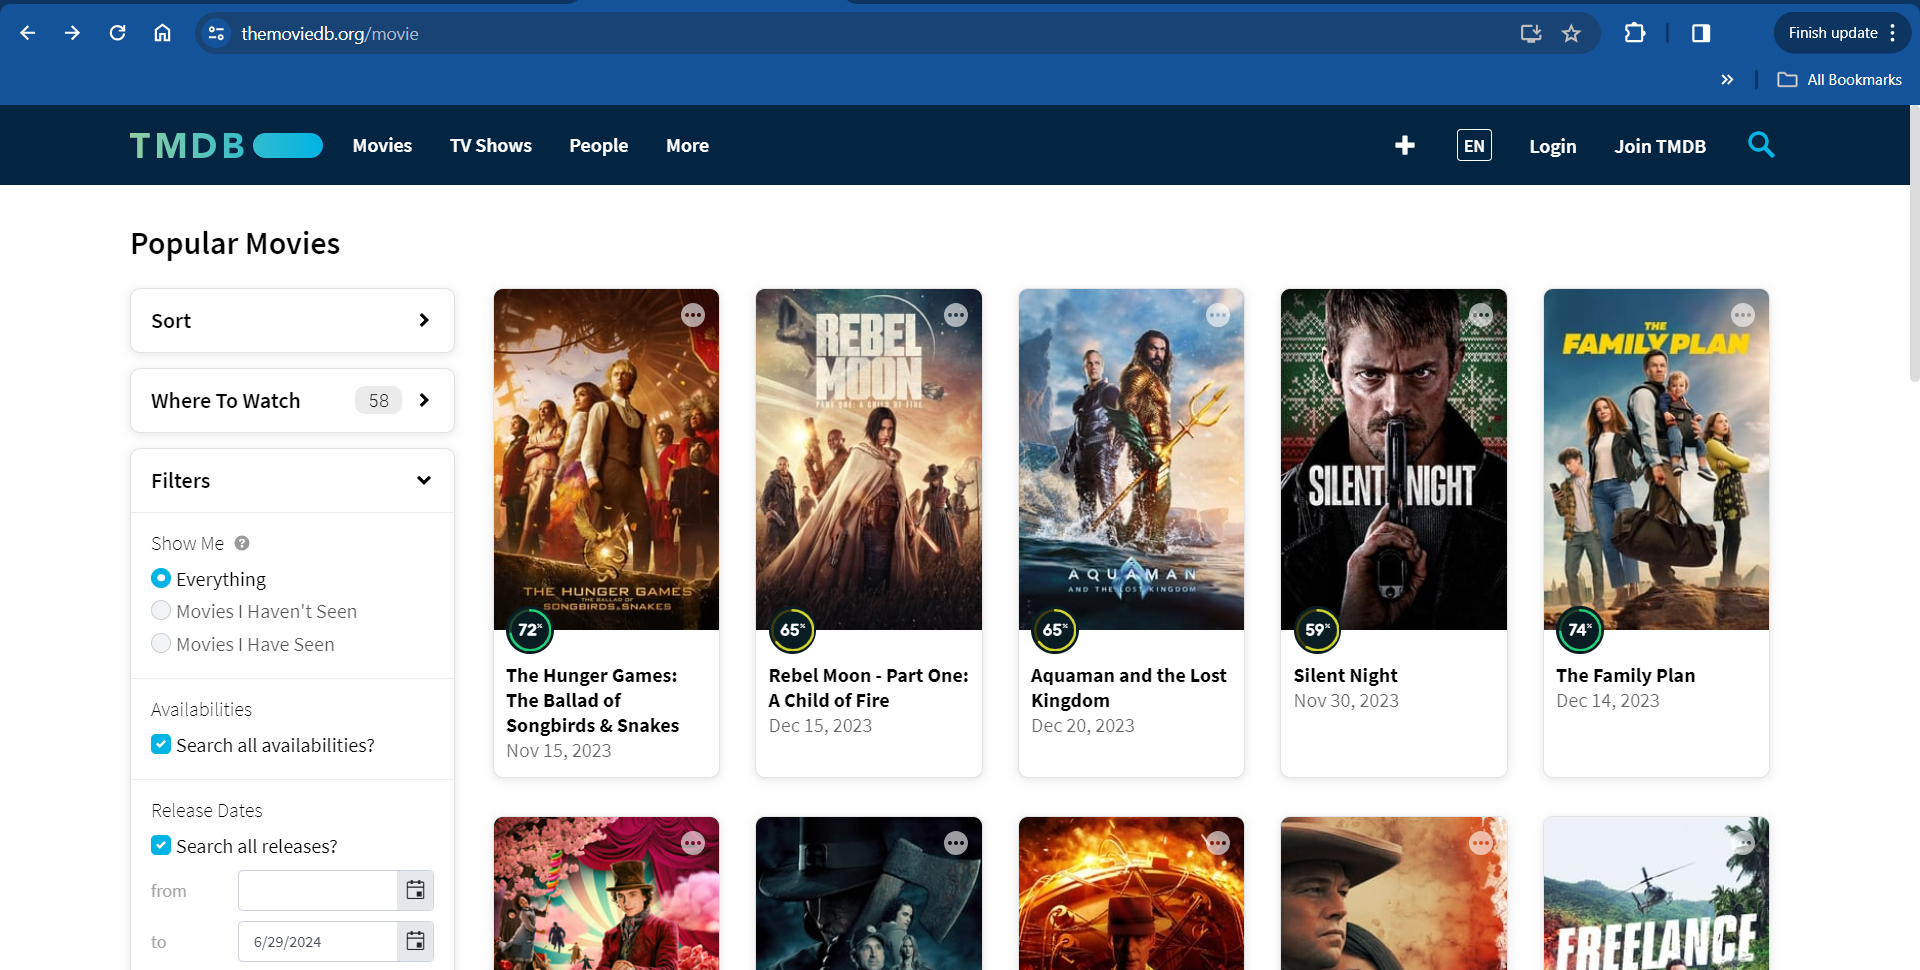 themoviedb.org/movie
Finish update
All Bookmarks
TMDB
Movies
TV Shows
People
More
EN
Login
Join TMDB
Popular Movies
Sort
Where To Watch 58
Filters
Show Me ?
Everything
Movies I Haven't Seen
Movies I Have Seen
Availabilities
Search all availabilities?
Release Dates
Search all releases?
from
to 6/29/2024
THE HUNGER GAMES
THE BALLAD OF
SONGBIRDS & SNAKES
72%
The Hunger Games:
The Ballad of
Songbirds & Snakes
Nov 15, 2023
REBEL
MOON
PART ONE: A CHILD OF FIRE
65%
Rebel Moon - Part One:
A Child of Fire
Dec 15, 2023
AQUAMAN
AND THE LOST KINGDOM
65%
Aquaman and the Lost
Kingdom
Dec 20, 2023
SILENT NIGHT
59%
Silent Night
Nov 30, 2023
THE
FAMILY PLAN
74%
The Family Plan
Dec 14, 2023
FREELANCE